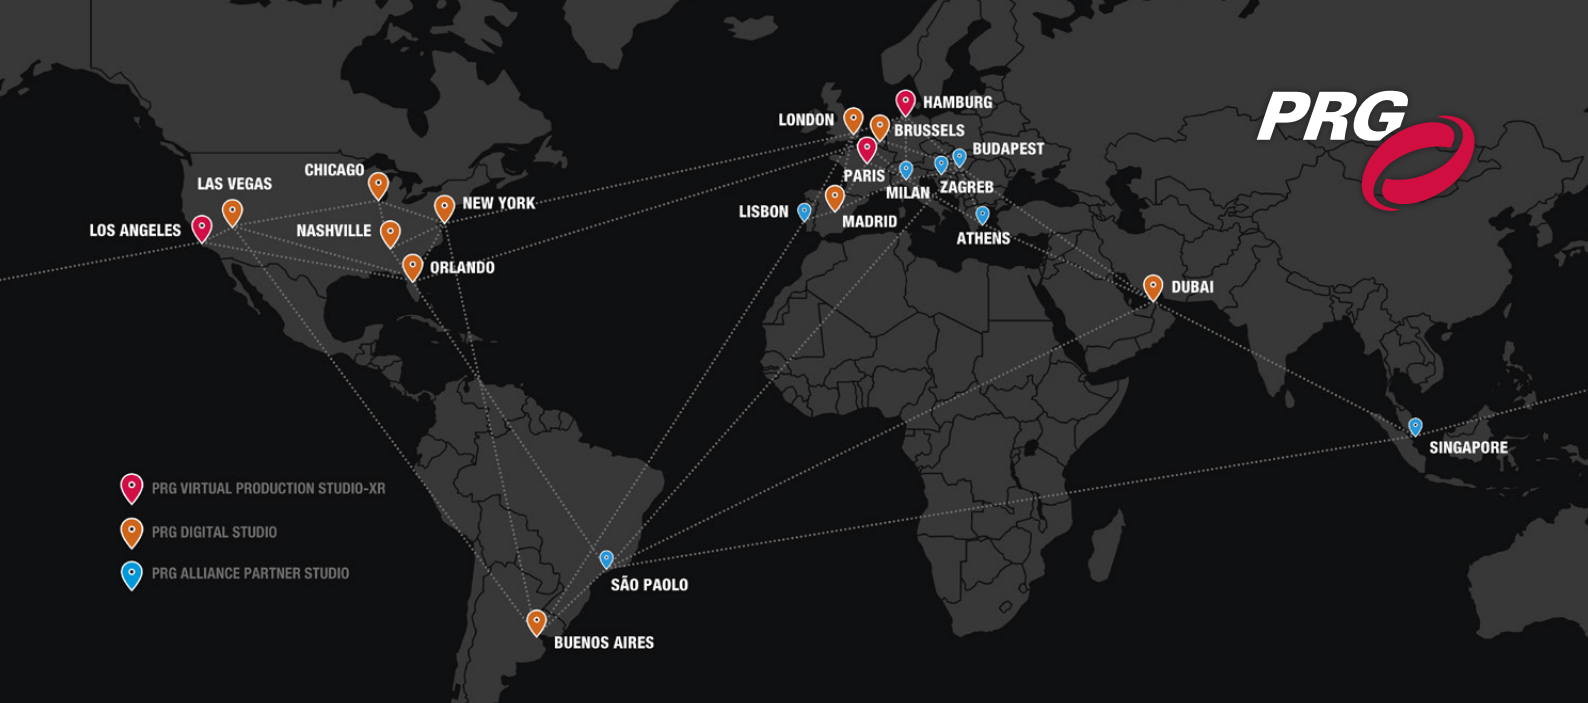 PRG
HAMBURG
LONDON
BRUSSELS
BUDAPEST
PARIS
CHICAGO
LAS VEGAS
MILAN
ZAGREB
NEW YORK
LISBON
MADRID
LOS ANGELES
NASHVILLE
ATHENS
ORLANDO
DUBAI
SINGAPORE
PRG VIRTUAL PRODUCTION STUDIO-XR
PRG DIGITAL STUDIO
PRG ALLIANCE PARTNER STUDIO
SÃO PAOLO
BUENOS AIRES